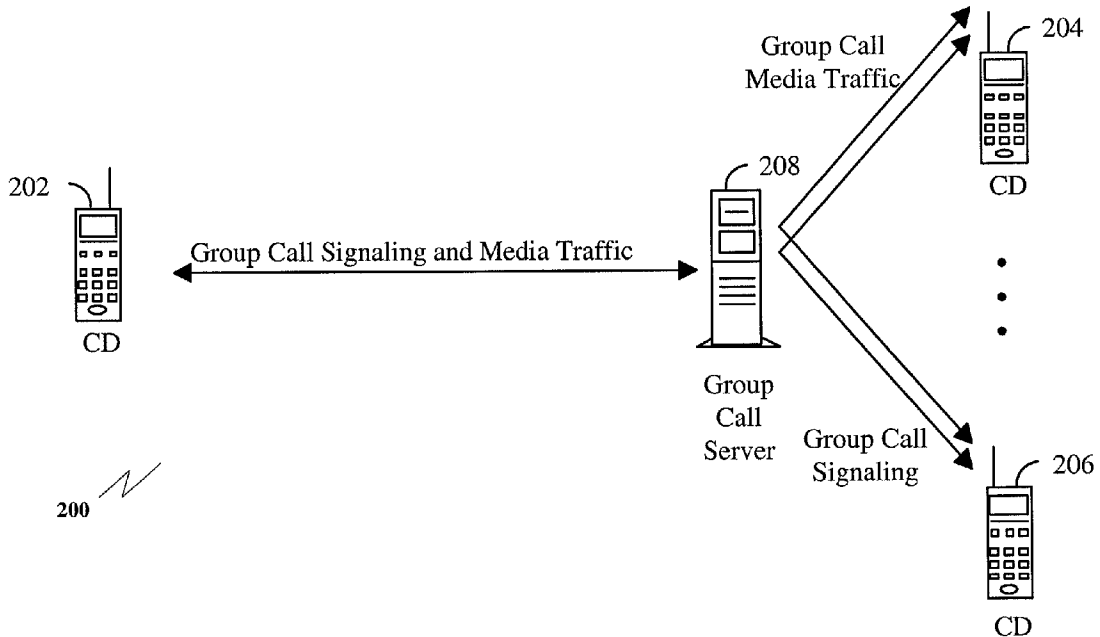 Group Call
Media Traffic
204
CD
208
202
Group Call Signaling and Media Traffic
CD
Group
Call
Server
Group Call
Signaling
206
200
CD